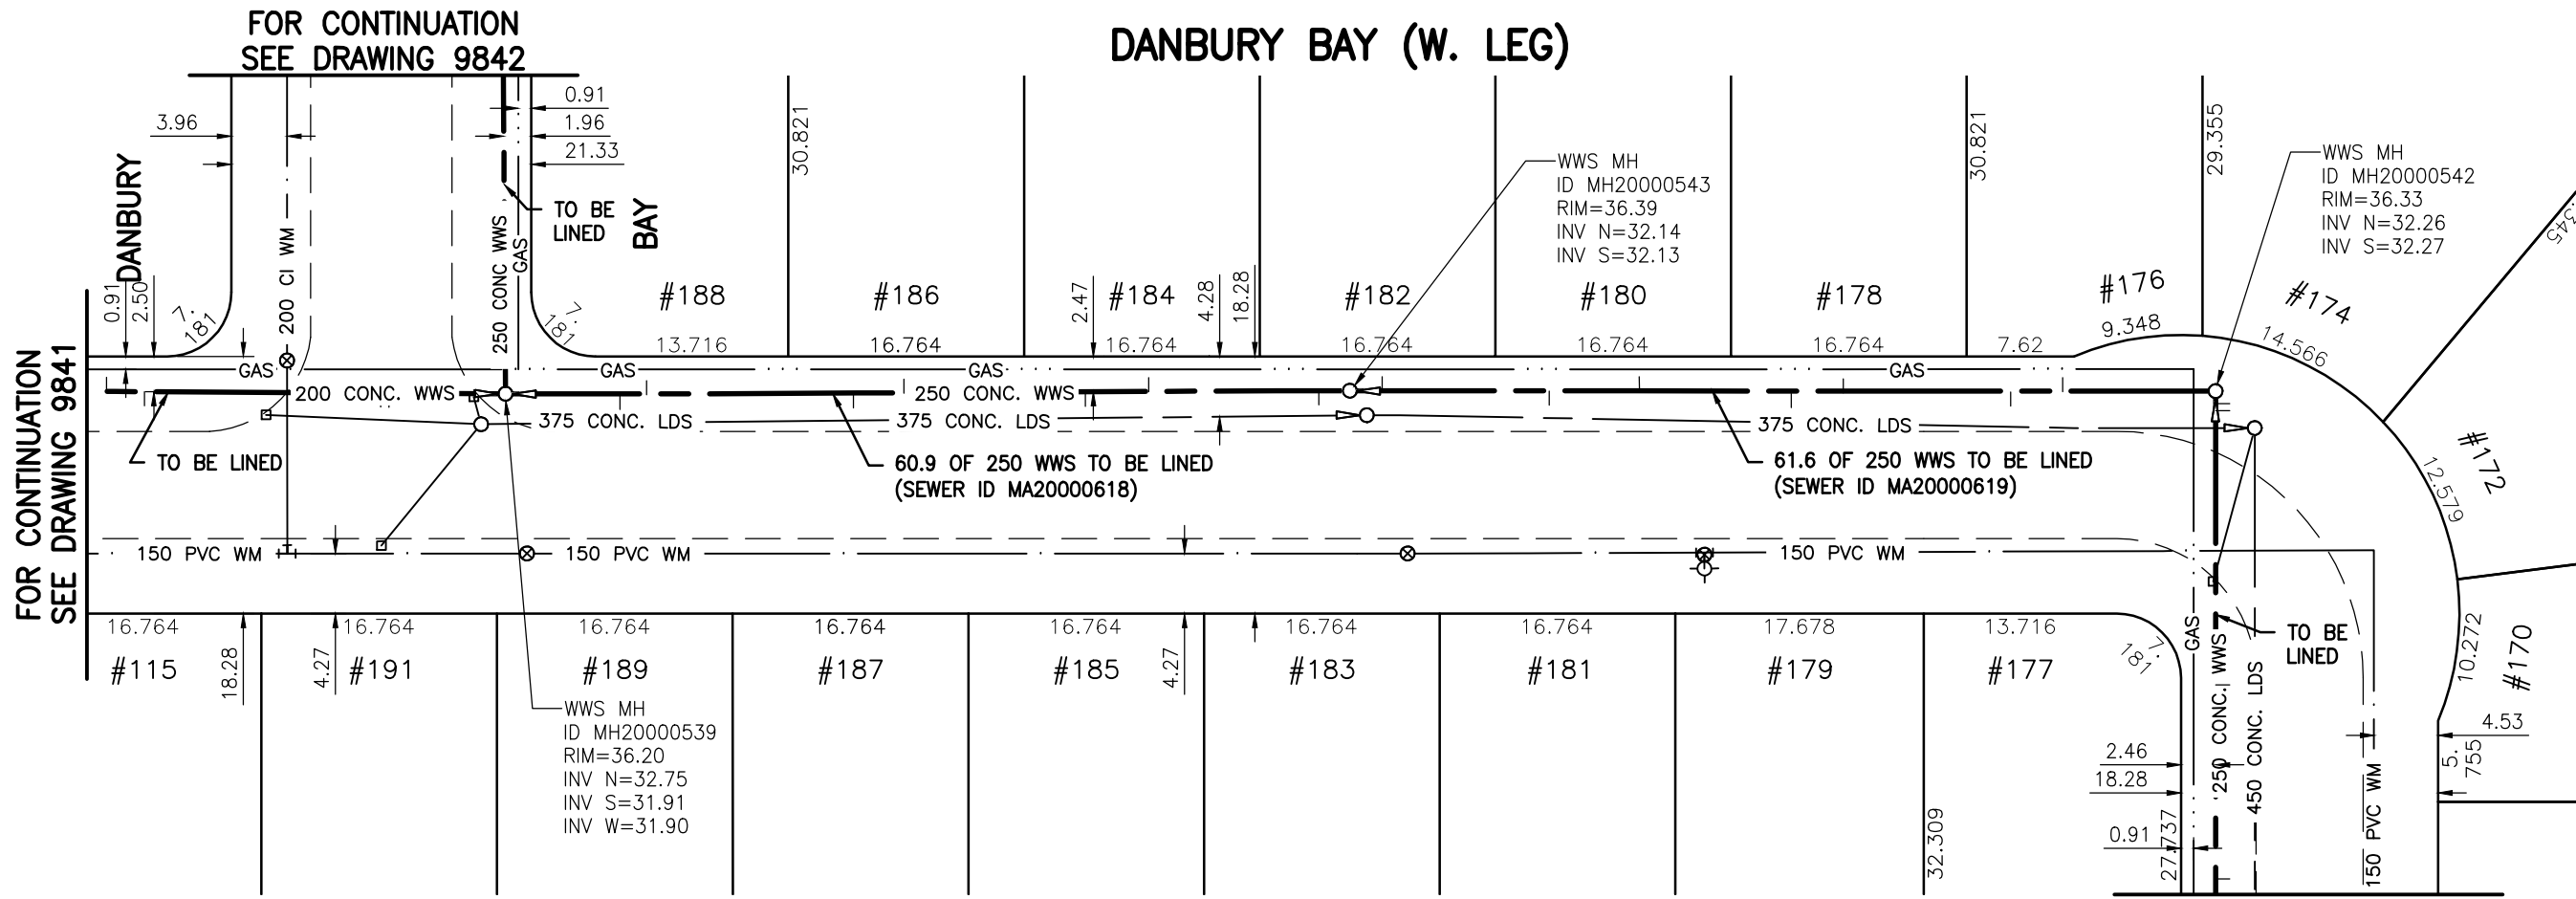 FOR CONTINUATION
SEE DRAWING 9842
DANBURY BAY (W. LEG)
3.96
0.91
1.96
21.33
DANBURY
BAY
TO BE
LINED
200 CI WM
250 CONC WWS
GAS
0.91
2.50
7.
181
7.
181
30.821
30.821
29.355
WWS MH
ID MH20000543
RIM=36.39
INV N=32.14
INV S=32.13
WWS MH
ID MH20000542
RIM=36.33
INV N=32.26
INV S=32.27
#188
#186
#184
#182
#180
#178
#176
#174
2.47
4.28
18.28
13.716
16.764
16.764
16.764
16.764
16.764
7.62
9.348
14.566
FOR CONTINUATION
SEE DRAWING 9841
GAS
GAS
GAS
GAS
200 CONC. WWS
250 CONC. WWS
375 CONC. LDS
375 CONC. LDS
375 CONC. LDS
TO BE LINED
60.9 OF 250 WWS TO BE LINED
(SEWER ID MA20000618)
61.6 OF 250 WWS TO BE LINED
(SEWER ID MA20000619)
#172
12.579
150 PVC WM
150 PVC WM
150 PVC WM
16.764
16.764
16.764
16.764
16.764
16.764
16.764
17.678
13.716
#115
#191
#189
#187
#185
#183
#181
#179
#177
18.28
4.27
4.27
7.
181
GAS
TO BE
LINED
10.272
#170
WWS MH
ID MH20000539
RIM=36.20
INV N=32.75
INV S=31.91
INV W=31.90
250 CONC. WWS
450 CONC. LDS
150 PVC WM
4.53
5.
755
2.46
18.28
0.91
27.737
32.309